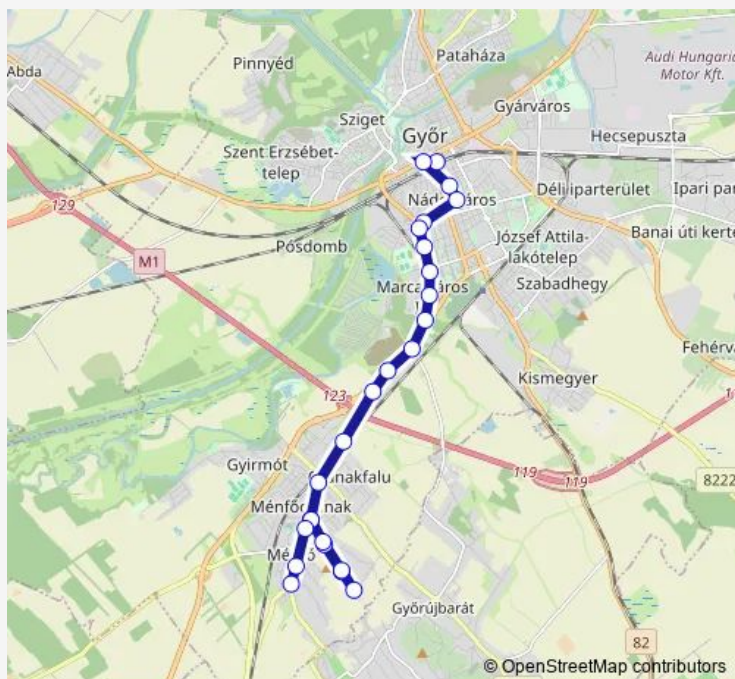 Pataháza
Audi Hungaria
Motor Kft.
Abda
Pinnyéd
Gyárváros
Sziget
Győr
Hecsepuszta
Szent Erzsébet-
telep
129
Déli iparterület
Ipari par
Pósdomb
József Attila-
lakótelep
Banai úti kerte
M1
Szabadhegy
Fehérvá
123
Kismegyer
119
119
8222
Gyirmót
Győrújbarát
82
© OpenStreetMap contributors